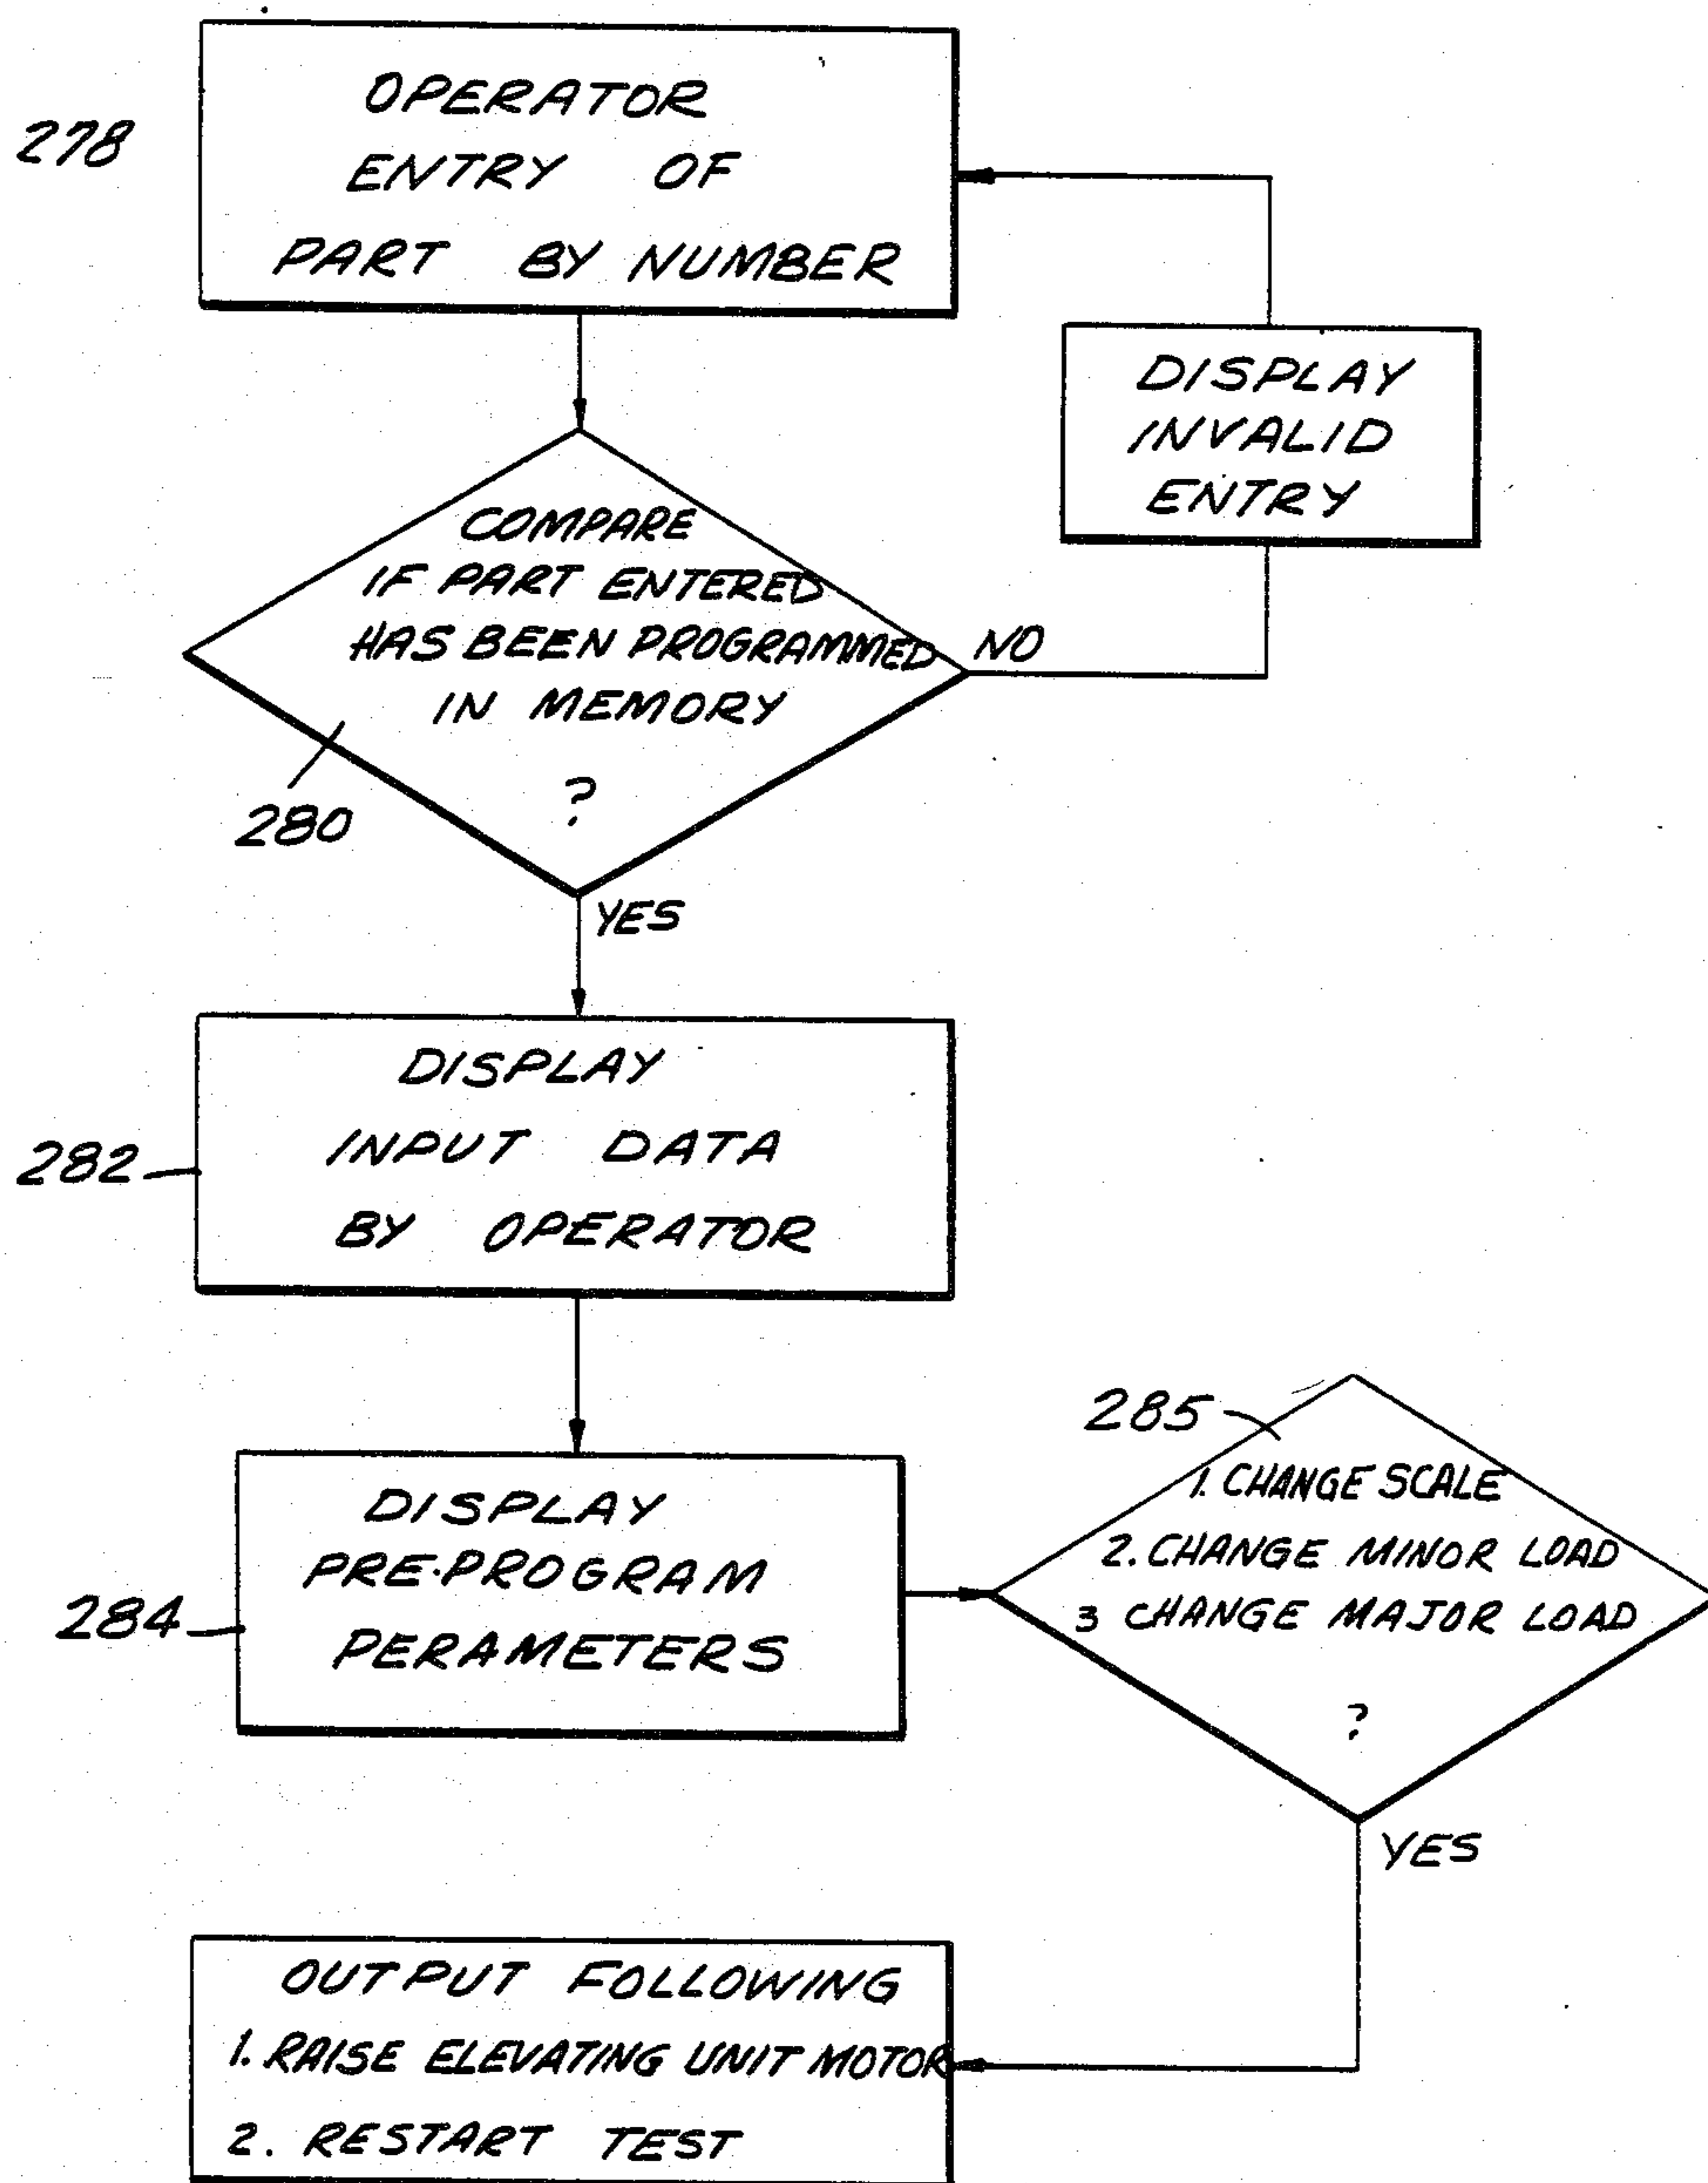 278
OPERATOR
ENTRY OF
PART BY NUMBER
DISPLAY
INVALID
ENTRY
COMPARE
IF PART ENTERED
HAS BEEN PROGRAMMED
IN MEMORY
?
NO
280
YES
282
DISPLAY
INPUT DATA
BY OPERATOR
284
DISPLAY
PRE-PROGRAM
PERAMETERS
285
1. CHANGE SCALE
2. CHANGE MINOR LOAD
3 CHANGE MAJOR LOAD
?
YES
OUTPUT FOLLOWING
1. RAISE ELEVATING UNIT MOTOR
2. RESTART TEST